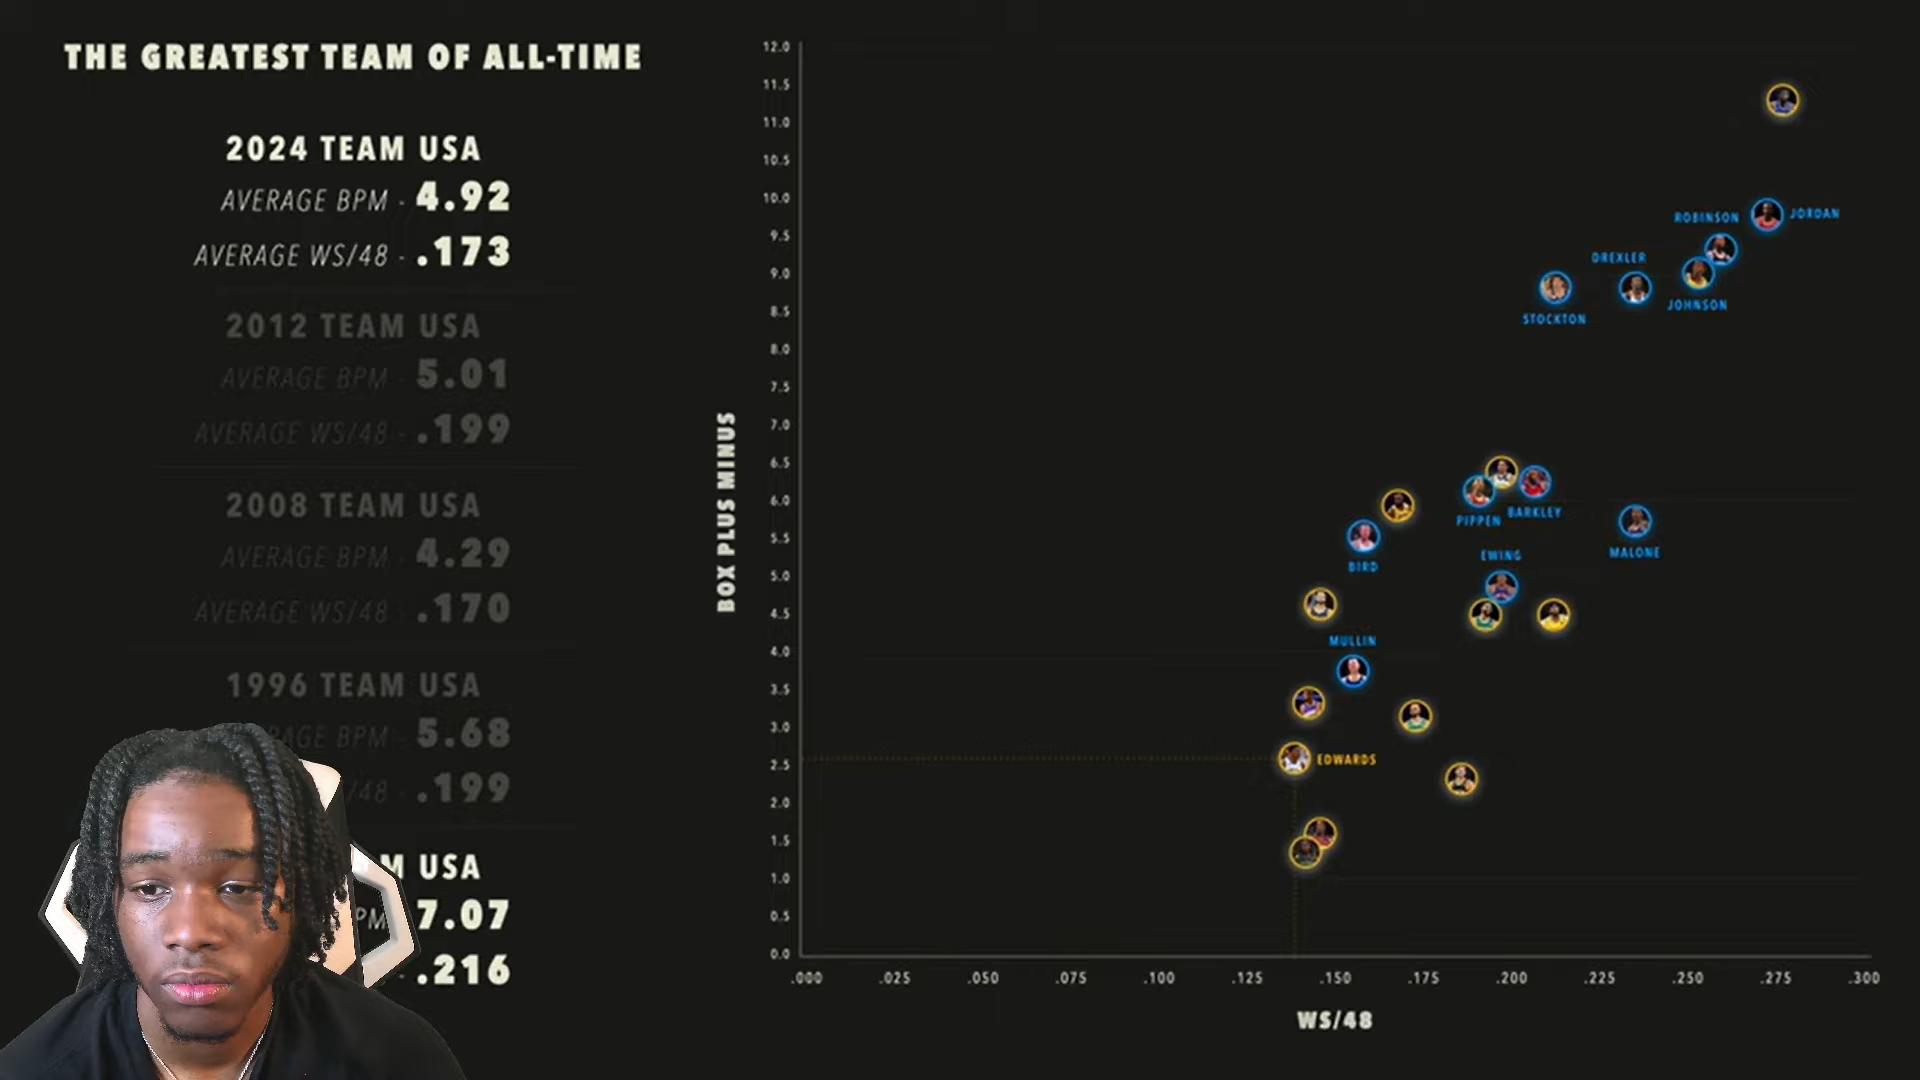 THE GREATEST TEAM OF ALL-TIME
2024 TEAM USA
AVERAGE BPM - 4.92
AVERAGE WS/48 - .173
2012 TEAM USA
AVERAGE BPM - 5.01
AVERAGE WS/48 - .199
2008 TEAM USA
AVERAGE BPM - 4.29
AVERAGE WS/48 - .170
1996 TEAM USA
AGE BPM - 5.68
/48 - .199
M USA
PM 7.07
- .216
BOX PLUS MINUS
12.0
11.5
11.0
10.5
10.0
9.5
9.0
8.5
8.0
7.5
7.0
6.5
6.0
5.5
5.0
4.5
4.0
3.5
3.0
2.5
2.0
1.5
1.0
0.5
0.0
ROBINSON
JORDAN
DREXLER
JOHNSON
STOCKTON
PIPPEN
BARKLEY
MALONE
EWING
BIRD
MULLIN
EDWARDS
.000 .025 .050 .075 .100 .125 .150 .175 .200 .225 .250 .275 .300
WS/48